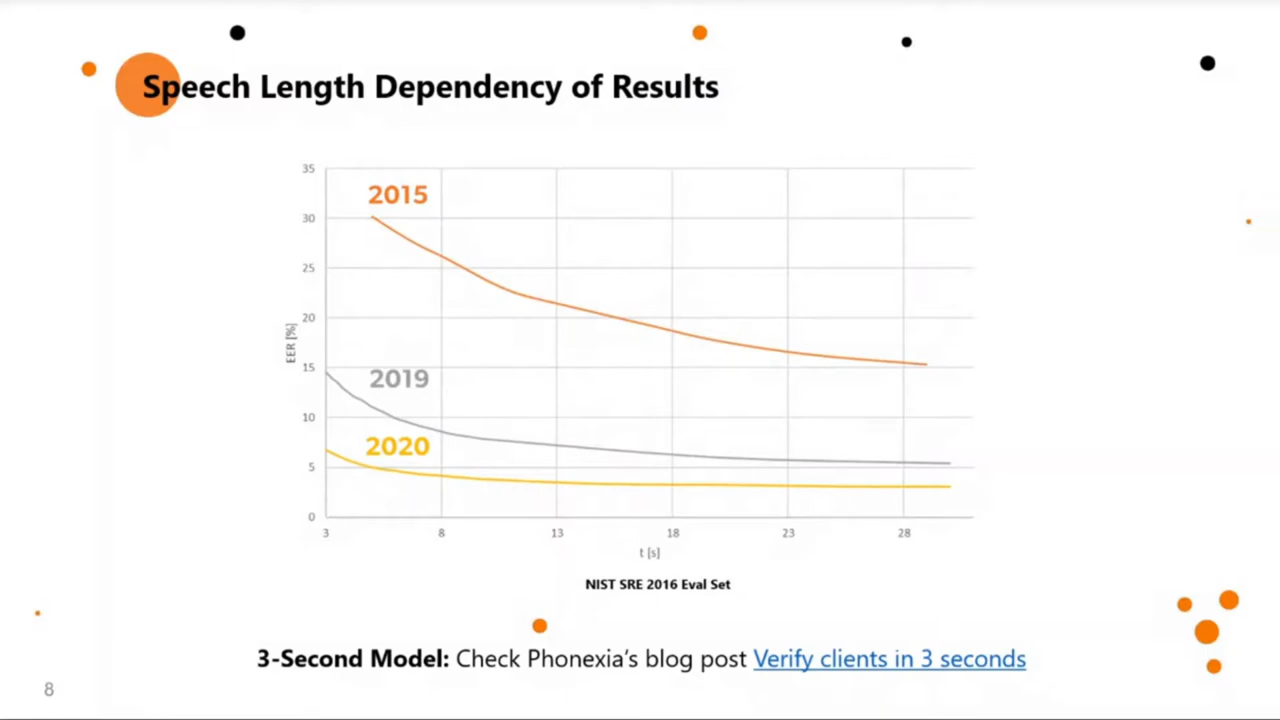 Speech Length Dependency of Results
35
2015
30
25
20
EER [%]
15
2019
10
2020
5
0
3 8 13 18 23 28
t [s]
NIST SRE 2016 Eval Set
3-Second Model: Check Phonexia’s blog post Verify clients in 3 seconds
8